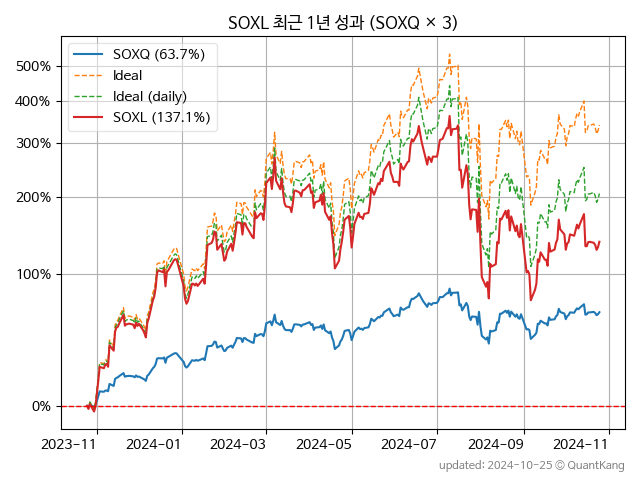 SOXL 최근 1년 성과 (SOXQ × 3)
SOXQ (63.7%)
Ideal
Ideal (daily)
SOXL (137.1%)
500%
400%
300%
200%
100%
0%
2023-11 2024-01 2024-03 2024-05 2024-07 2024-09 2024-11
updated: 2024-10-25 © QuantKang